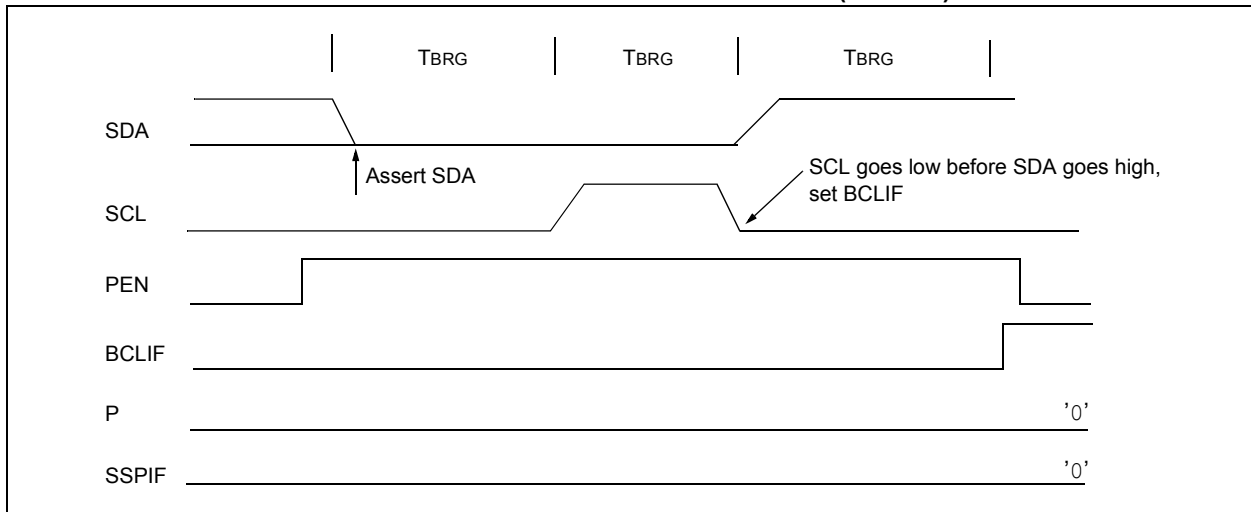 TBRG TBRG TBRG
SDA
Assert SDA
SCL goes low before SDA goes high,
set BCLIF
SCL
PEN
BCLIF
P '0'
SSPIF '0'